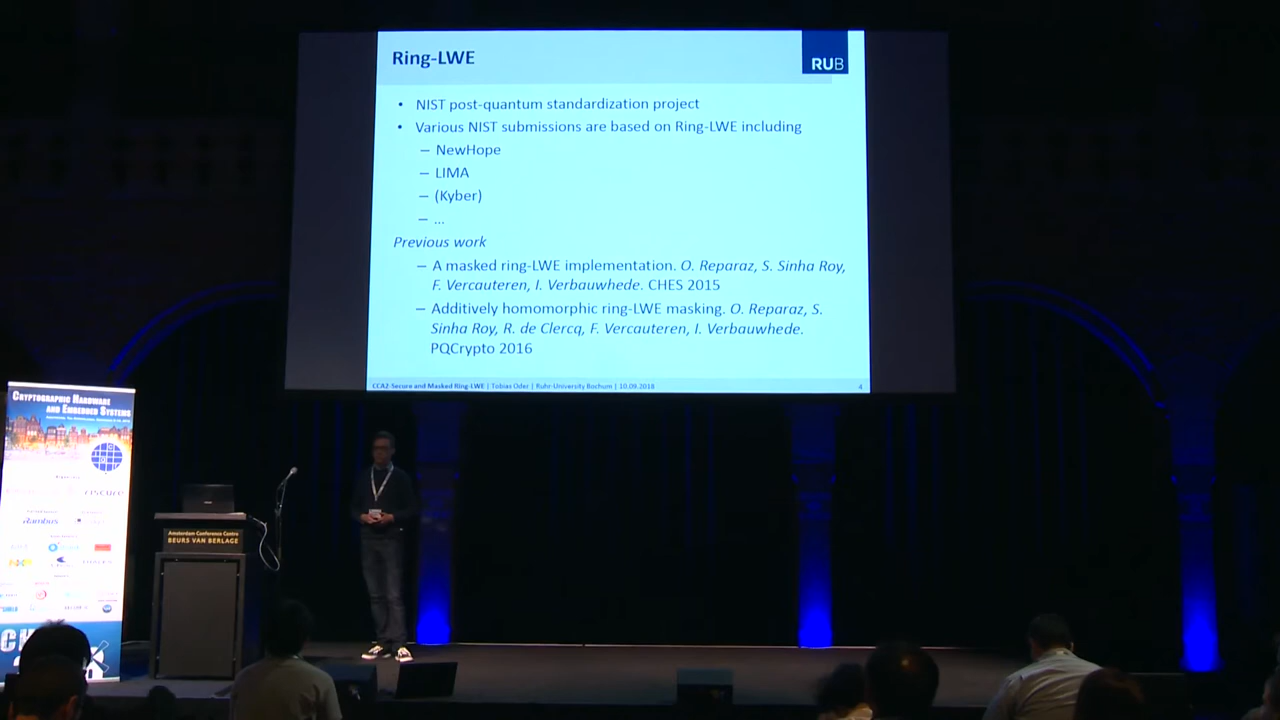 Ring-LWE
RUB
• NIST post-quantum standardization project
• Various NIST submissions are based on Ring-LWE including
– NewHope
– LIMA
– (Kyber)
– ...
Previous work
– A masked ring-LWE implementation. O. Reparaz, S. Sinha Roy,
F. Vercauteren, I. Verbauwhede. CHES 2015
– Additively homomorphic ring-LWE masking. O. Reparaz, S.
Sinha Roy, R. de Clercq, F. Vercauteren, I. Verbauwhede.
PQCrypto 2016
CCA2-Secure and Masked Ring-LWE | Tobias Oder | Ruhr-University Bochum | 10.09.2018
4
Cryptographic Hardware
and Embedded Systems
riscure
Rambus
Amsterdam Conference Centre
BEURS VAN BERLAGE